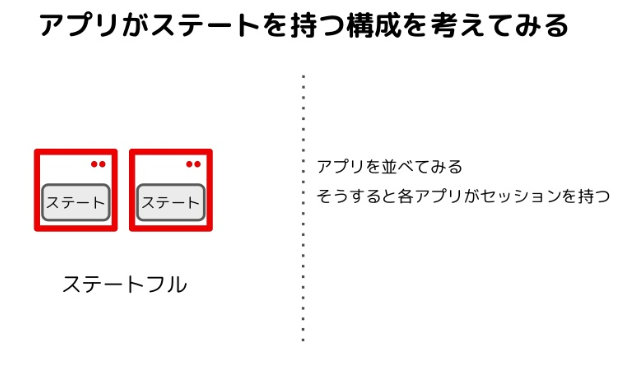 アプリがステートを持つ構成を考えてみる
ステート
ステート
ステートフル
アプリを並べてみる
そうすると各アプリがセッションを持つ